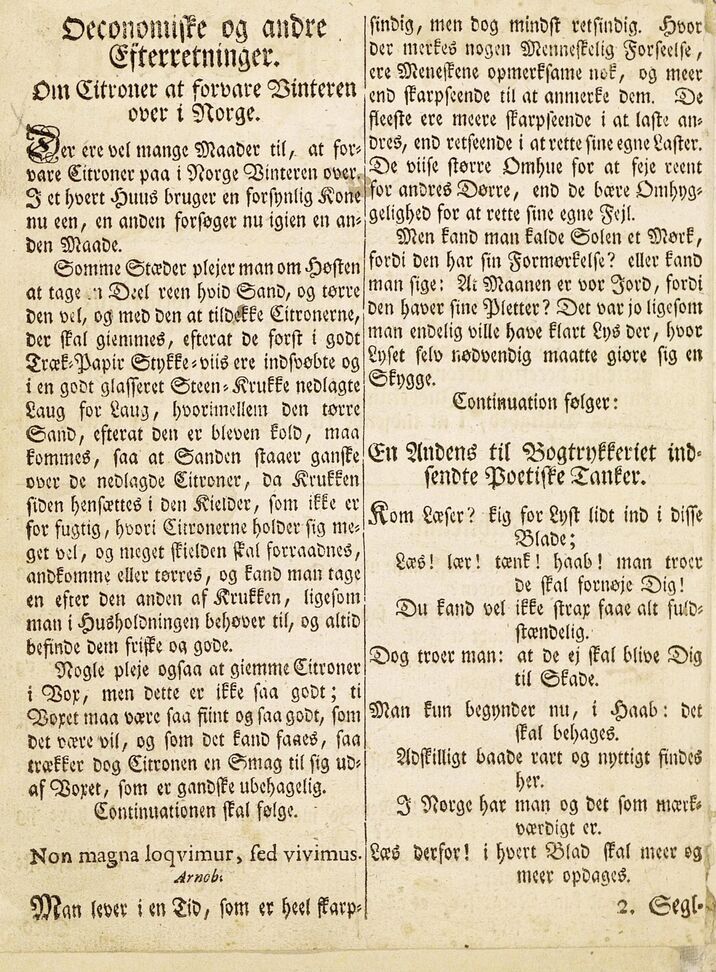 Oeconomiske og andre
Efterretninger.
Om Citroner at forvare Vinteren
over i Norge.
Der ere vel mange Maader til, at for-
vare Citroner paa i Norge Vinteren over.
I et hvert Huus bruger en forsynlig Kone
nu een, en anden forsøger nu igien en an-
den Maade.
Somme Stæder plejer man om Høsten
at tage en Deel reen hvid Sand, og tørre
den vel, og med den at tildekke Citronerne,
der skal giemmes, efterat de forst i godt
Træk-Papir Stykke-viis ere indsvøbte og
i en godt glasseret Steen-Krukke nedlagte
Laug for Laug, hvorimellem den tørre
Sand, efterat den er bleven kold, maa
kommes, saa at Sanden staaer ganske
over de nedlagde Citroner, da Krukken
siden hensættes i den Kielder, som ikke er
for fugtig, hvori Citronerne holder sig me-
get vel, og meget skielden skal forraadnes,
andkomme eller tørres, og kand man tage
en efter den anden af Krukken, ligesom
man i Husholdningen behøver til, og altid
befinde dem friske og gode.
Nogle pleje ogsaa at giemme Citroner
i Vox, men dette er ikke saa godt; ti
Voxet maa være saa fiint og saa godt, som
det være vil, og som det kand faaes, saa
trækker dog Citronen en Smag til sig ud-
af Voxet, som er gandske ubehagelig.
Continuationen skal følge.
Non magna loqvimur, sed vivimus.
Arnob.
Man lever i en Tid, som er heel skarp-
sindig, men dog mindst retsindig. Hvor
der merkes nogen Menneskelig Forseelse,
ere Meneskene opmerksame nok, og meer
end skarpseende til at anmerke dem. De
fleeste ere meere skarpseende i at laste an-
dres, end retseende i at rette sine egne Laster.
De viise større Omhue for at feje reent
for andres Dørre, end de bære Omhyg-
gelighed for at rette sine egne Fejl.
Men kand man kalde Solen et Mørk,
fordi den har sin Formørkelse? eller kand
man sige: At Maanen er vor Jord, fordi
den haver sine Pletter? Det var jo ligesom
man endelig ville have klart Lys der, hvor
Lyset selv nødvendig maatte giøre sig en
Skygge.
Continuation følger:
En Andens til Bogtrykkeriet ind-
sendte Poetiske Tanker.
Kom Læser? kig for Lyst lidt ind i disse
Blade;
Læs! lær! tænk! haab! man troer
de skal fornøje Dig!
Du kand vel ikke strax faae alt fuld-
stændelig.
Dog troer man: at de ej skal blive Dig
til Skade.
Man kun begynder nu, i Haab: det
skal behages.
Adskilligt baade rart og nyttigt findes
her.
I Norge har man og det som mærk-
værdigt er.
Læs derfor! i hvert Blad skal meer og
meer opdages.
2. Segl-